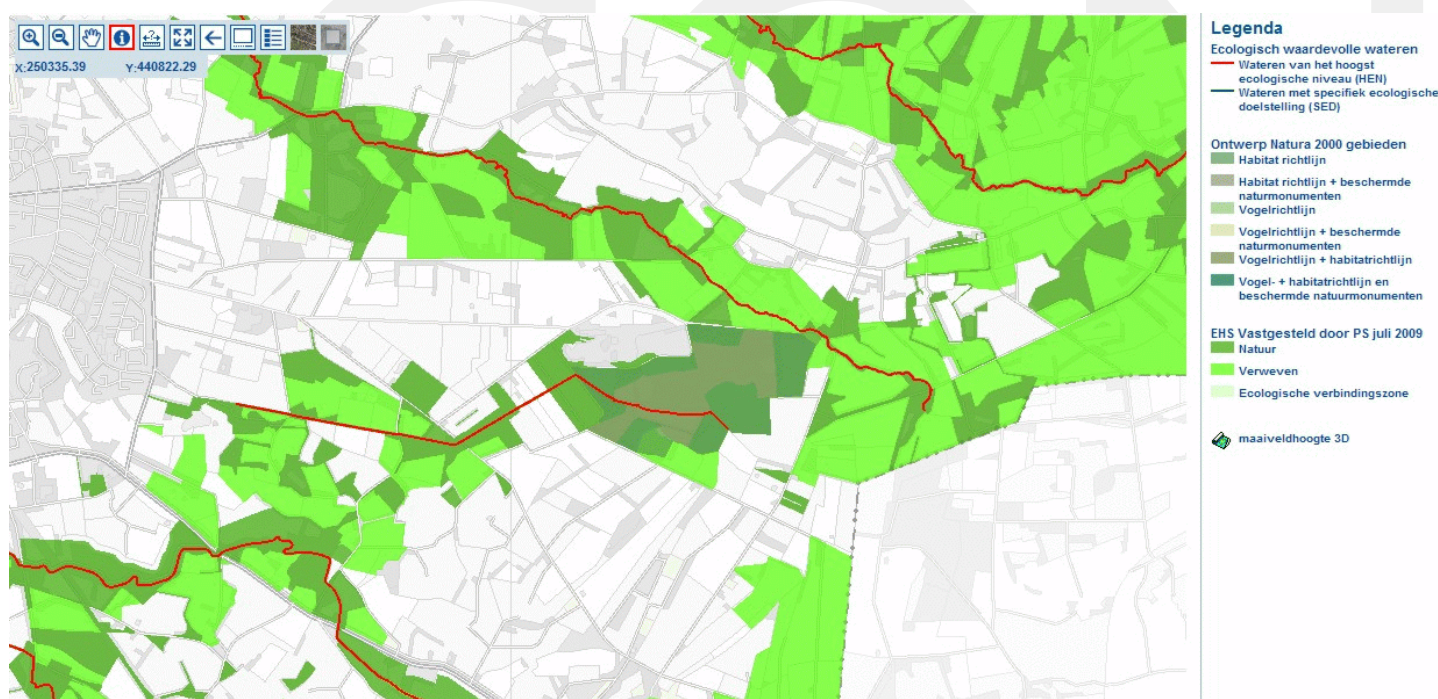 X:250335.39 Y:440822.29
Legenda
Ecologisch waardevolle wateren
Wateren van het hoogst
ecologische niveau (HEN)
Wateren met specifiek ecologische
doelstelling (SED)
Ontwerp Natura 2000 gebieden
Habitat richtlijn
Habitat richtlijn + beschermde
naturmonumenten
Vogelrichtlijn
Vogelrichtlijn + beschermde
naturmonumenten
Vogelrichtlijn + habitatrichtlijn
Vogel- + habitatrichtlijn en
beschermde natuurmonumenten
EHS Vastgesteld door PS juli 2009
Natuur
Verweven
Ecologische verbindingszone
maaiveldhoogte 3D